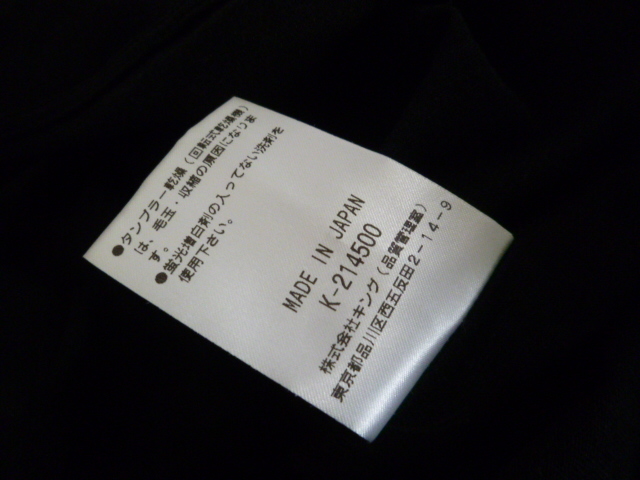 ●タンブラー乾燥(回転式乾燥機)
は、毛玉・収縮の原因になりま
す。
●蛍光増白剤の入ってない洗剤を
使用下さい。
MADE IN JAPAN
K-214500
株式会社キング(品質管理室)
東京都品川区西五反田2-14-9